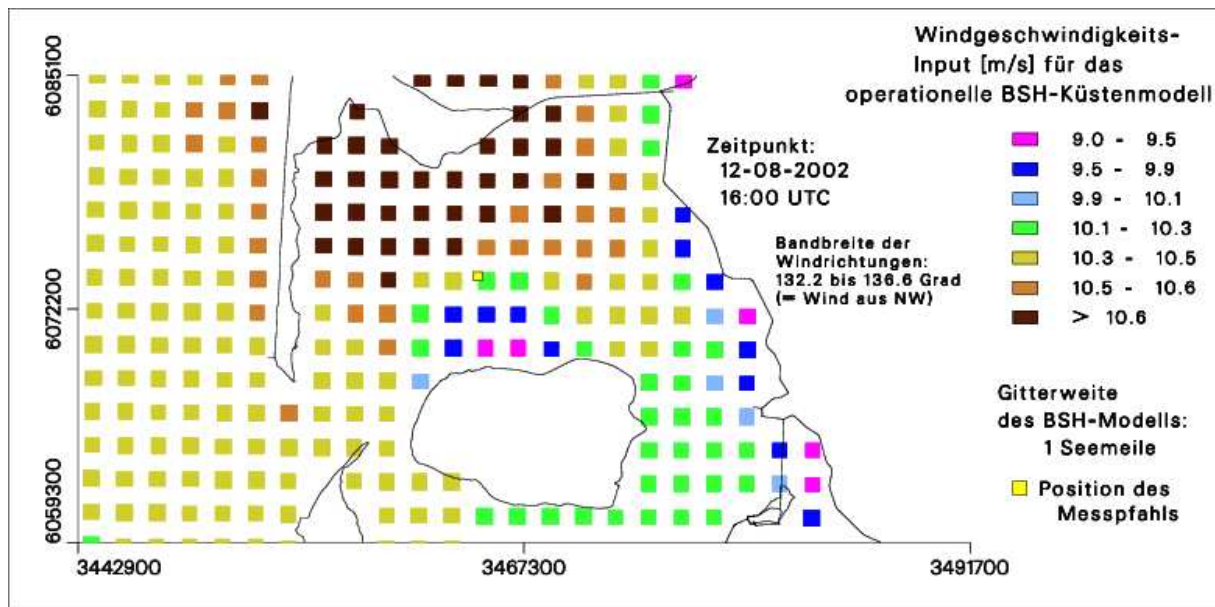 Windgeschwindigkeits-
Input [m/s] für das
operationelle BSH-Küstenmodell
9.0 - 9.5
9.5 - 9.9
9.9 - 10.1
10.1 - 10.3
10.3 - 10.5
10.5 - 10.6
> 10.6
Zeitpunkt:
12-08-2002
16:00 UTC
Bandbreite der
Windrichtungen:
132.2 bis 136.6 Grad
(= Wind aus NW)
Gitterweite
des BSH-Modells:
1 Seemeile
Position des
Messpfahls
6085100
6072200
6059300
3442900
3467300
3491700